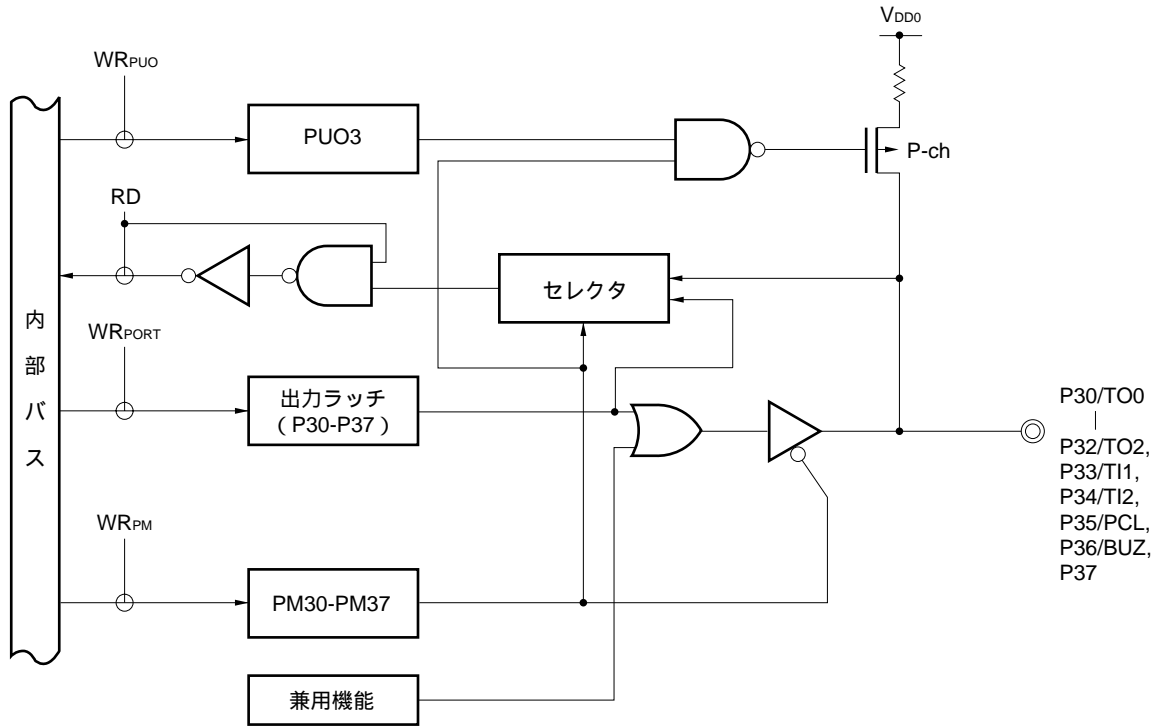 VDD0
WRPUO
PUO3
P-ch
RD
セレクタ
内部バス
WRPORT
出力ラッチ
(P30-P37)
P30/TO0
P32/TO2,
P33/TI1,
P34/TI2,
P35/PCL,
P36/BUZ,
P37
WRPM
PM30-PM37
兼用機能